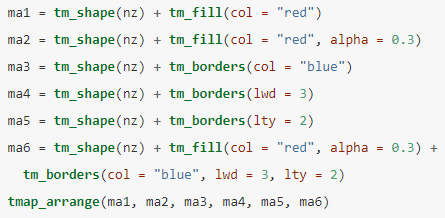 ma1 = tm_shape(nz) + tm_fill(col = "red")
ma2 = tm_shape(nz) + tm_fill(col = "red", alpha = 0.3)
ma3 = tm_shape(nz) + tm_borders(col = "blue")
ma4 = tm_shape(nz) + tm_borders(lwd = 3)
ma5 = tm_shape(nz) + tm_borders(lty = 2)
ma6 = tm_shape(nz) + tm_fill(col = "red", alpha = 0.3) +
  tm_borders(col = "blue", lwd = 3, lty = 2)
tmap_arrange(ma1, ma2, ma3, ma4, ma5, ma6)